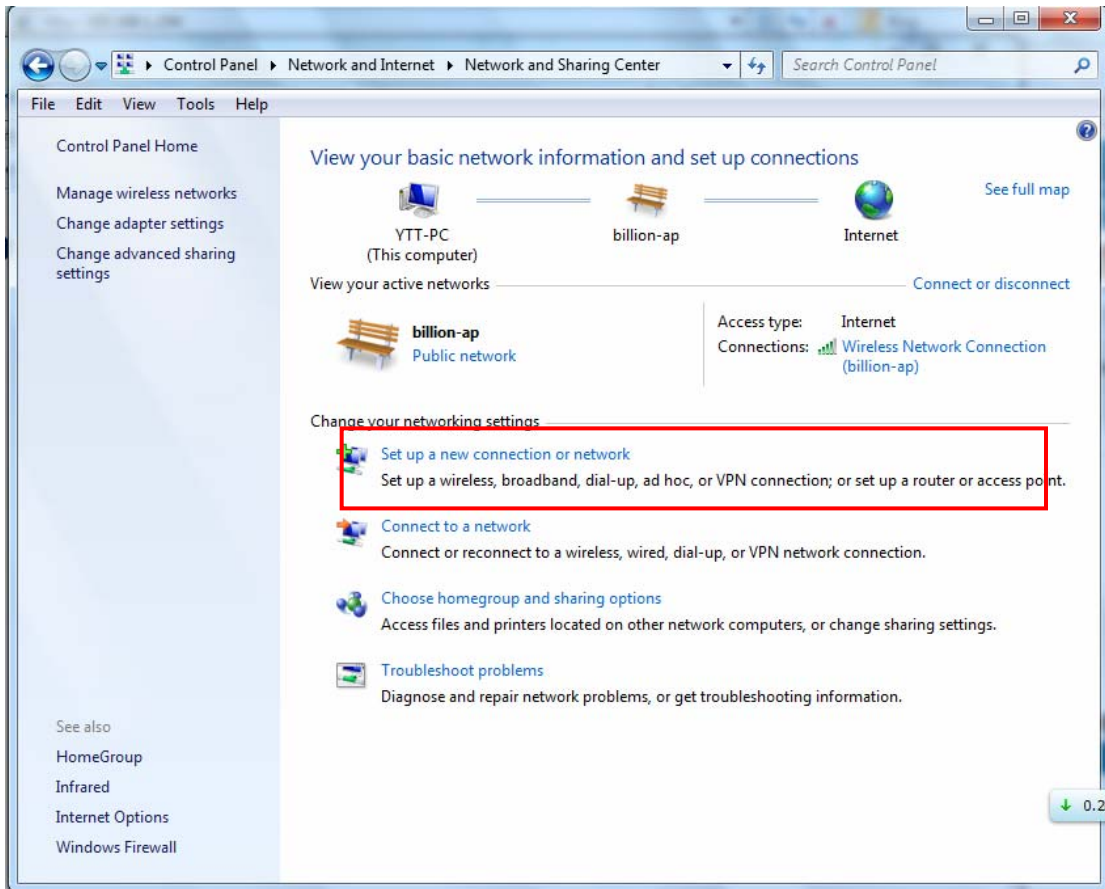 Control Panel Network and Internet Network and Sharing Center
Search Control Panel
File Edit View Tools Help
Control Panel Home
Manage wireless networks
Change adapter settings
Change advanced sharing
settings
View your basic network information and set up connections
See full map
YTT-PC
(This computer)
billion-ap
Internet
View your active networks
Connect or disconnect
billion-ap
Public network
Access type: Internet
Connections: Wireless Network Connection
(billion-ap)
Change your networking settings
Set up a new connection or network
Set up a wireless, broadband, dial-up, ad hoc, or VPN connection; or set up a router or access point.
Connect to a network
Connect or reconnect to a wireless, wired, dial-up, or VPN network connection.
Choose homegroup and sharing options
Access files and printers located on other network computers, or change sharing settings.
Troubleshoot problems
Diagnose and repair network problems, or get troubleshooting information.
See also
HomeGroup
Infrared
Internet Options
Windows Firewall
0.2